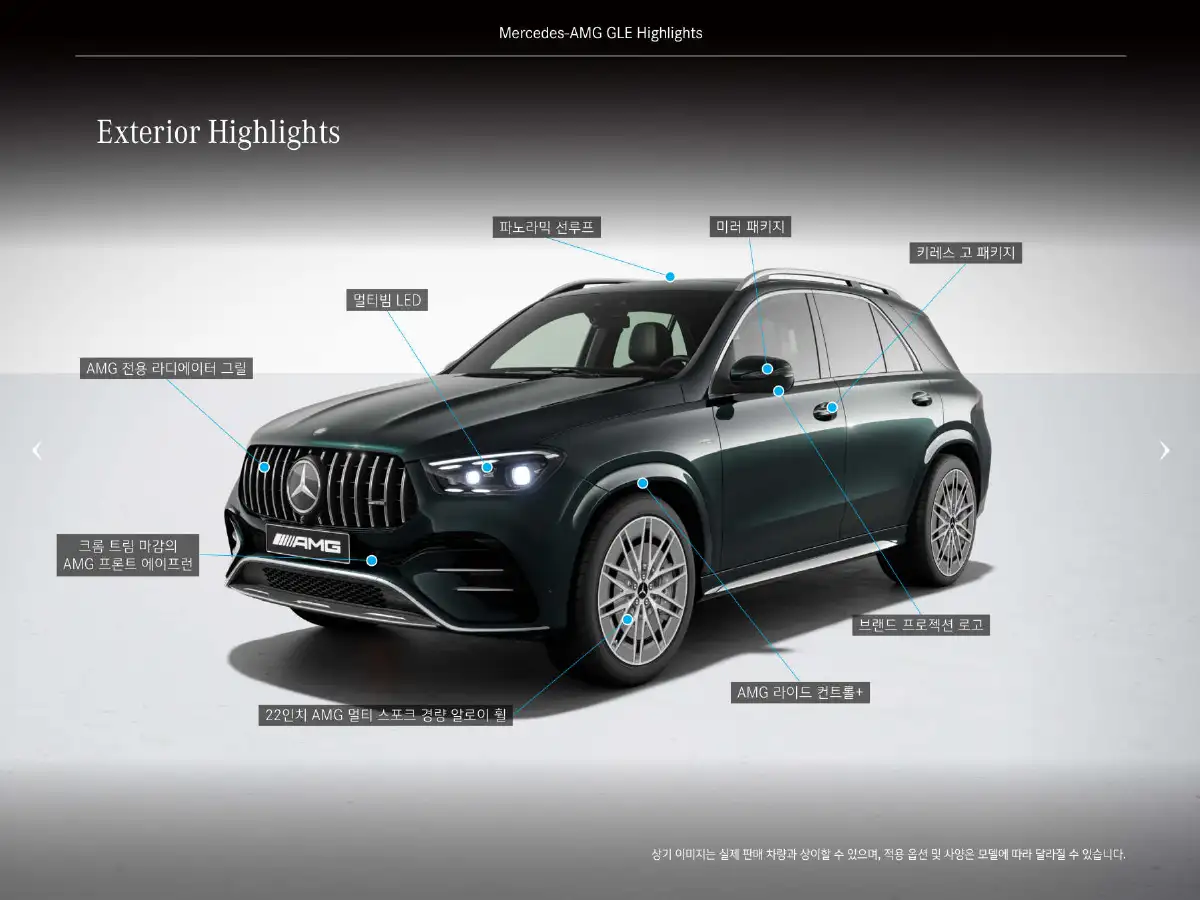 Mercedes-AMG GLE Highlights
Exterior Highlights
파노라믹 선루프
미러 패키지
키레스 고 패키지
멀티빔 LED
AMG 전용 라디에이터 그릴
크롬 트림 마감의
AMG 프론트 에이프런
AMG
브랜드 프로젝션 로고
AMG 라이드 컨트롤+
22인치 AMG 멀티 스포크 경량 알로이 휠
상기 이미지는 실제 판매 차량과 상이할 수 있으며, 적용 옵션 및 사양은 모델에 따라 달라질 수 있습니다.